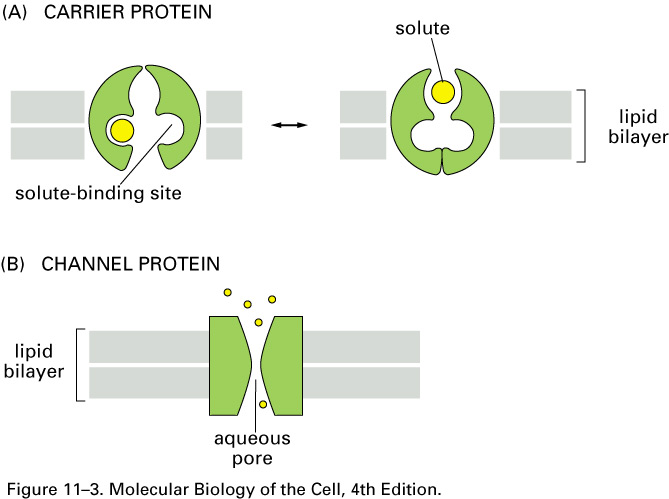 (A) CARRIER PROTEIN
solute
lipid
bilayer
solute-binding site
(B) CHANNEL PROTEIN
lipid
bilayer
aqueous
pore
Figure 11–3. Molecular Biology of the Cell, 4th Edition.